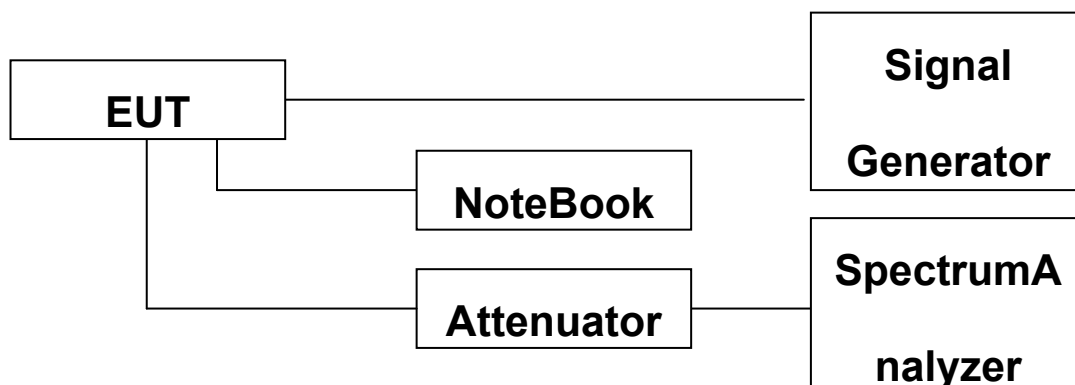 Signal
EUT
Generator
NoteBook
SpectrumA
Attenuator
nalyzer